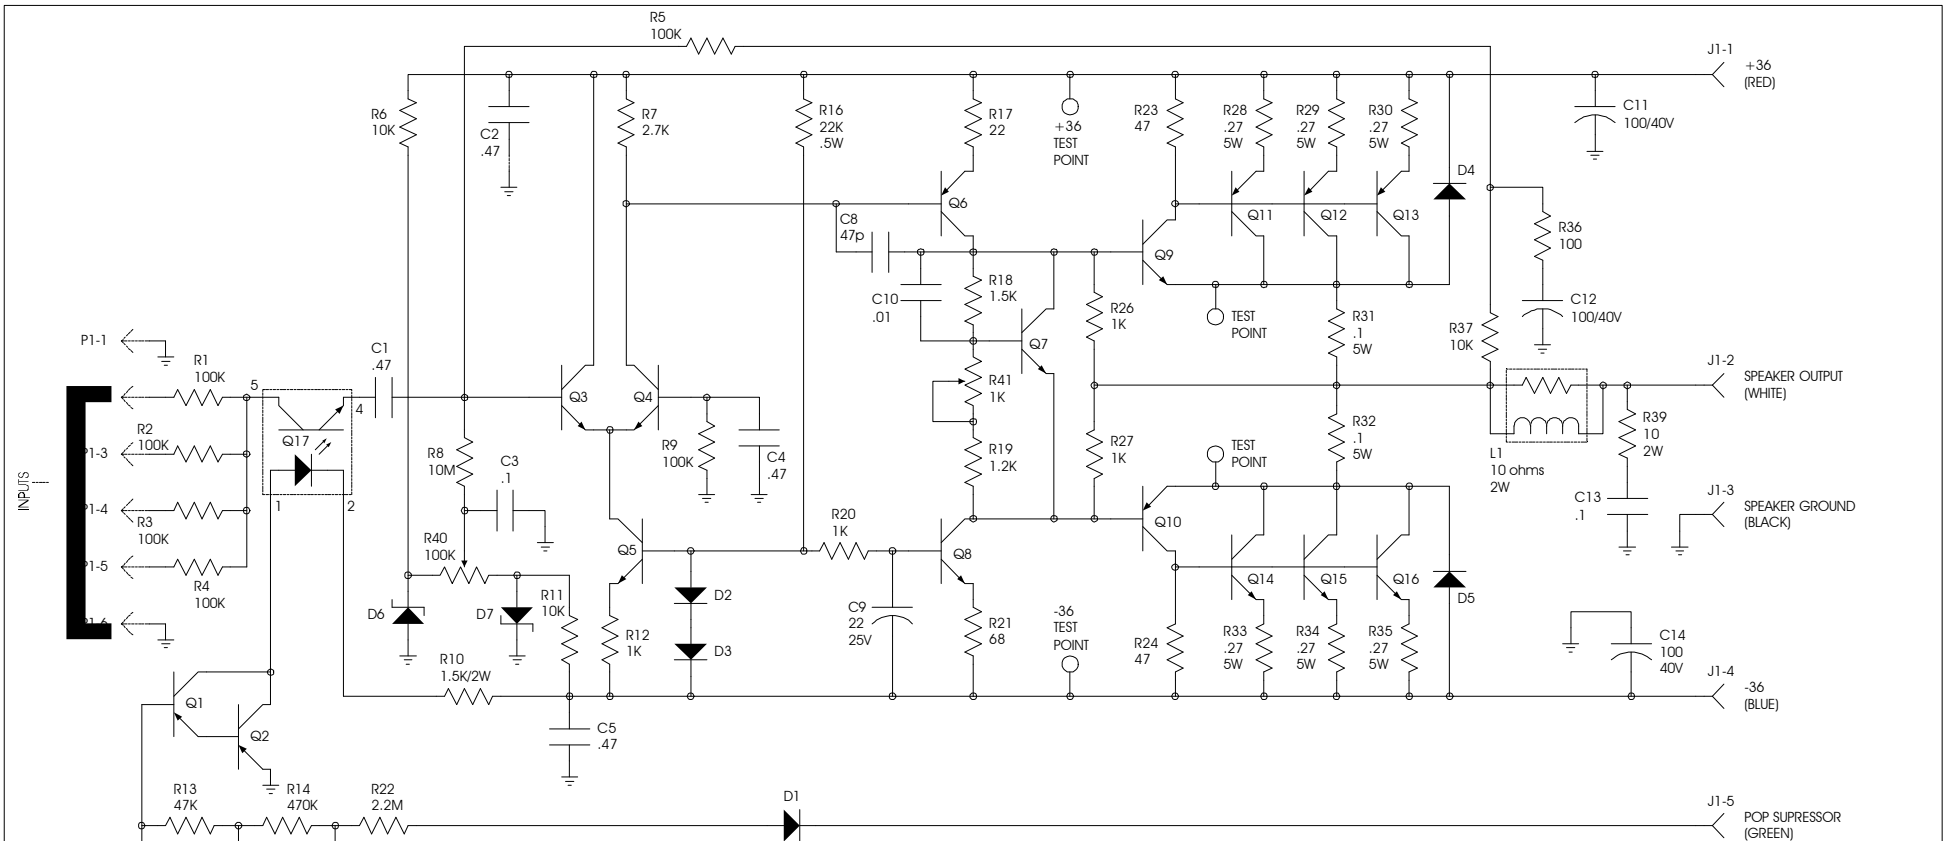 R5
100K
J1-1
+36
(RED)
R6
10K
C2
.47
R7
2.7K
R16
22K
.5W
R17
22
+36
TEST
POINT
R23
47
R28
.27
5W
R29
.27
5W
R30
.27
5W
C11
100/40V
D4
Q6
Q11
Q12
Q13
C8
47p
R36
100
Q9
C10
.01
R18
1.5K
R26
1K
TEST
POINT
R31
.1
5W
C12
100/40V
R37
10K
P1-1
R1
100K
C1
.47
Q7
J1-2
SPEAKER OUTPUT
(WHITE)
5
4
Q3
Q4
R41
1K
R2
100K
P1-3
Q17
R8
10M
C3
.1
R9
100K
C4
.47
R19
1.2K
R27
1K
TEST
POINT
R32
.1
5W
L1
10 ohms
2W
R39
10
2W
INPUTS
1
2
P1-4
R3
100K
C13
.1
J1-3
SPEAKER GROUND
(BLACK)
R40
100K
Q5
R20
1K
Q8
Q10
P1-5
R4
100K
D6
D7
R11
10K
D2
Q14
Q15
Q16
D5
P1-6
R12
1K
D3
C9
22
25V
R21
68
-36
TEST
POINT
R24
47
R33
.27
5W
R34
.27
5W
R35
.27
5W
C14
100
40V
R10
1.5K/2W
J1-4
-36
(BLUE)
Q1
Q2
C5
.47
R13
47K
R14
470K
R22
2.2M
D1
J1-5
POP SUPRESSOR
(GREEN)